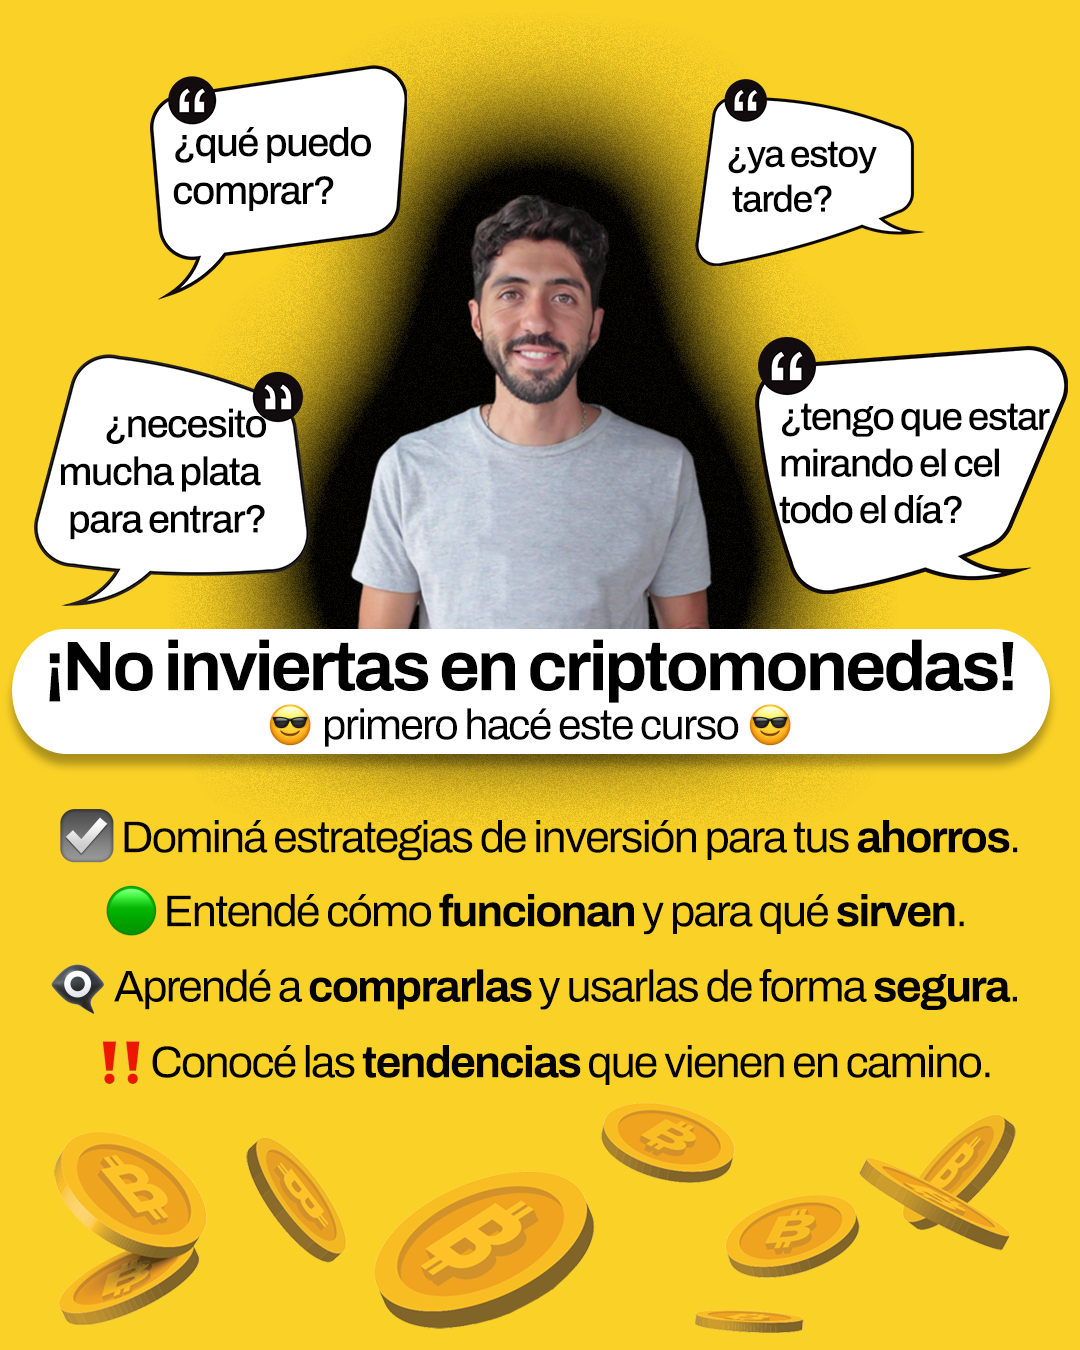 ¿qué puedo
comprar?
¿ya estoy
tarde?
¿necesito
mucha plata
para entrar?
¿tengo que estar
mirando el cel
todo el día?
¡No inviertas en criptomonedas!
😎 primero hacé este curso 😎
☑️ Dominá estrategias de inversión para tus ahorros.
🟢 Entendé cómo funcionan y para qué sirven.
👁️‍🗨️ Aprendé a comprarlas y usarlas de forma segura.
‼️ Conocé las tendencias que vienen en camino.